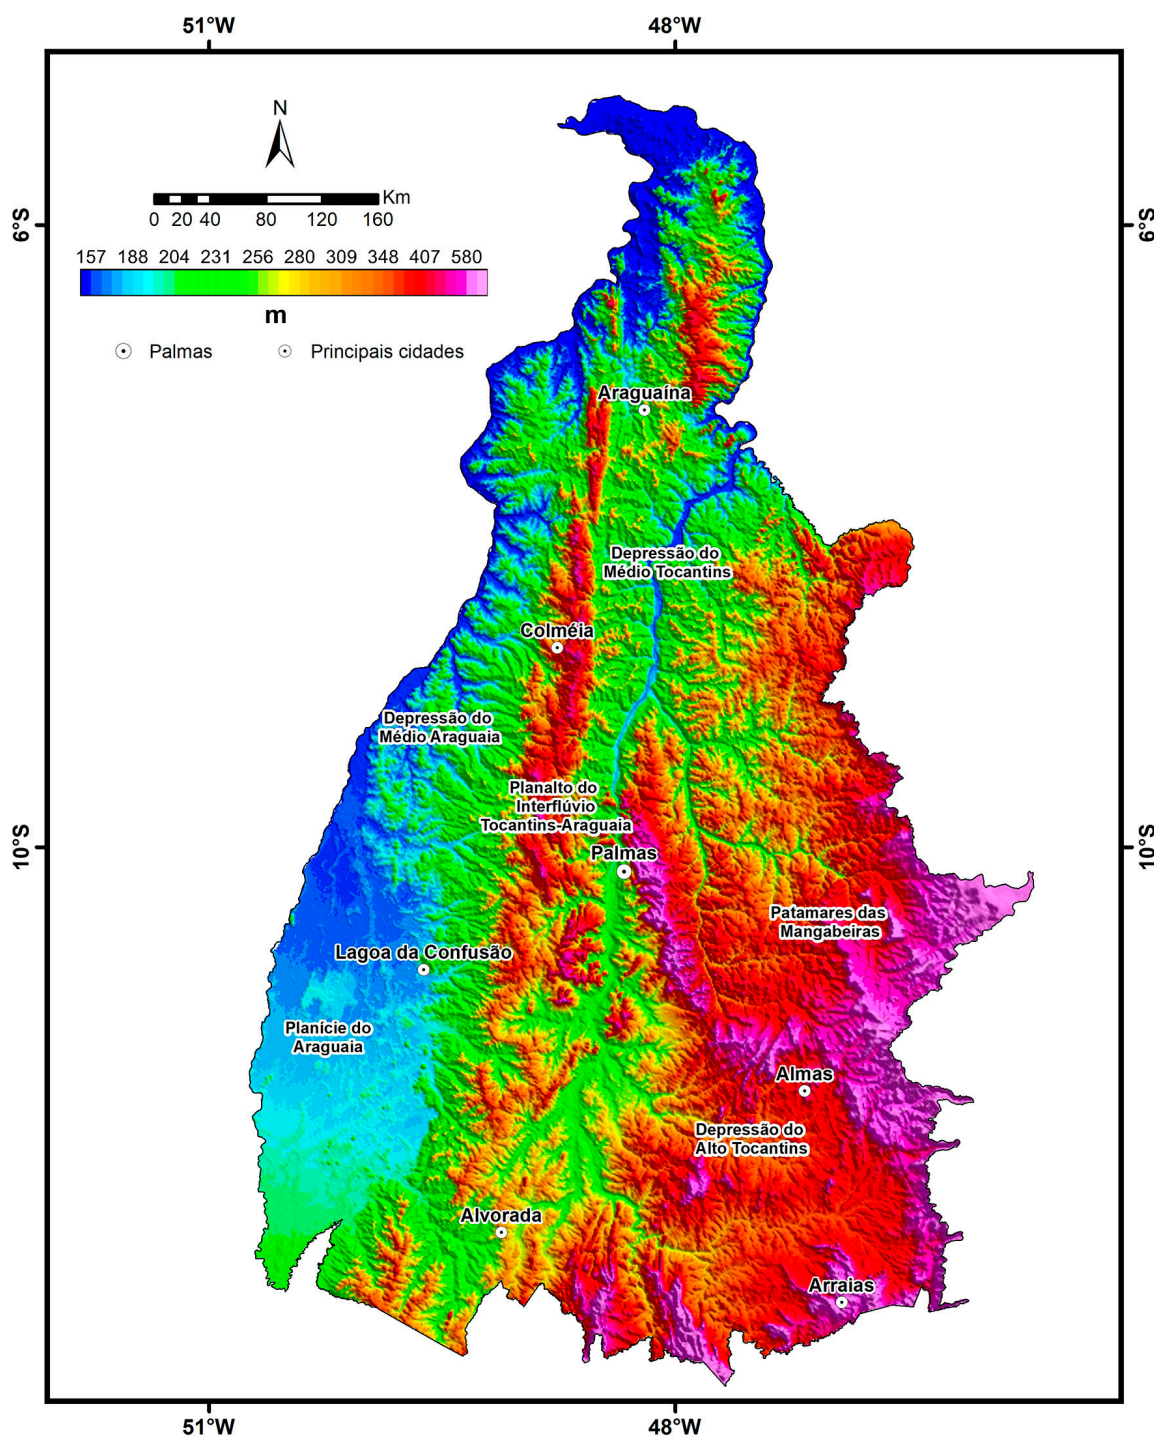 51°W 48°W
N
Km
0 20 40 80 120 160
6°S 6°S
157 188 204 231 256 280 309 348 407 580
m
Palmas Principais cidades
Araguaína
Depressão do
Médio Tocantins
Colméia
Depressão do
Médio Araguaia
Planalto do
Interflúvio
Tocantins-Araguaia
10°S 10°S
Palmas
Patamares das
Mangabeiras
Lagoa da Confusão
Planície do
Araguaia
Almas
Depressão do
Alto Tocantins
Alvorada
Arraias
51°W 48°W